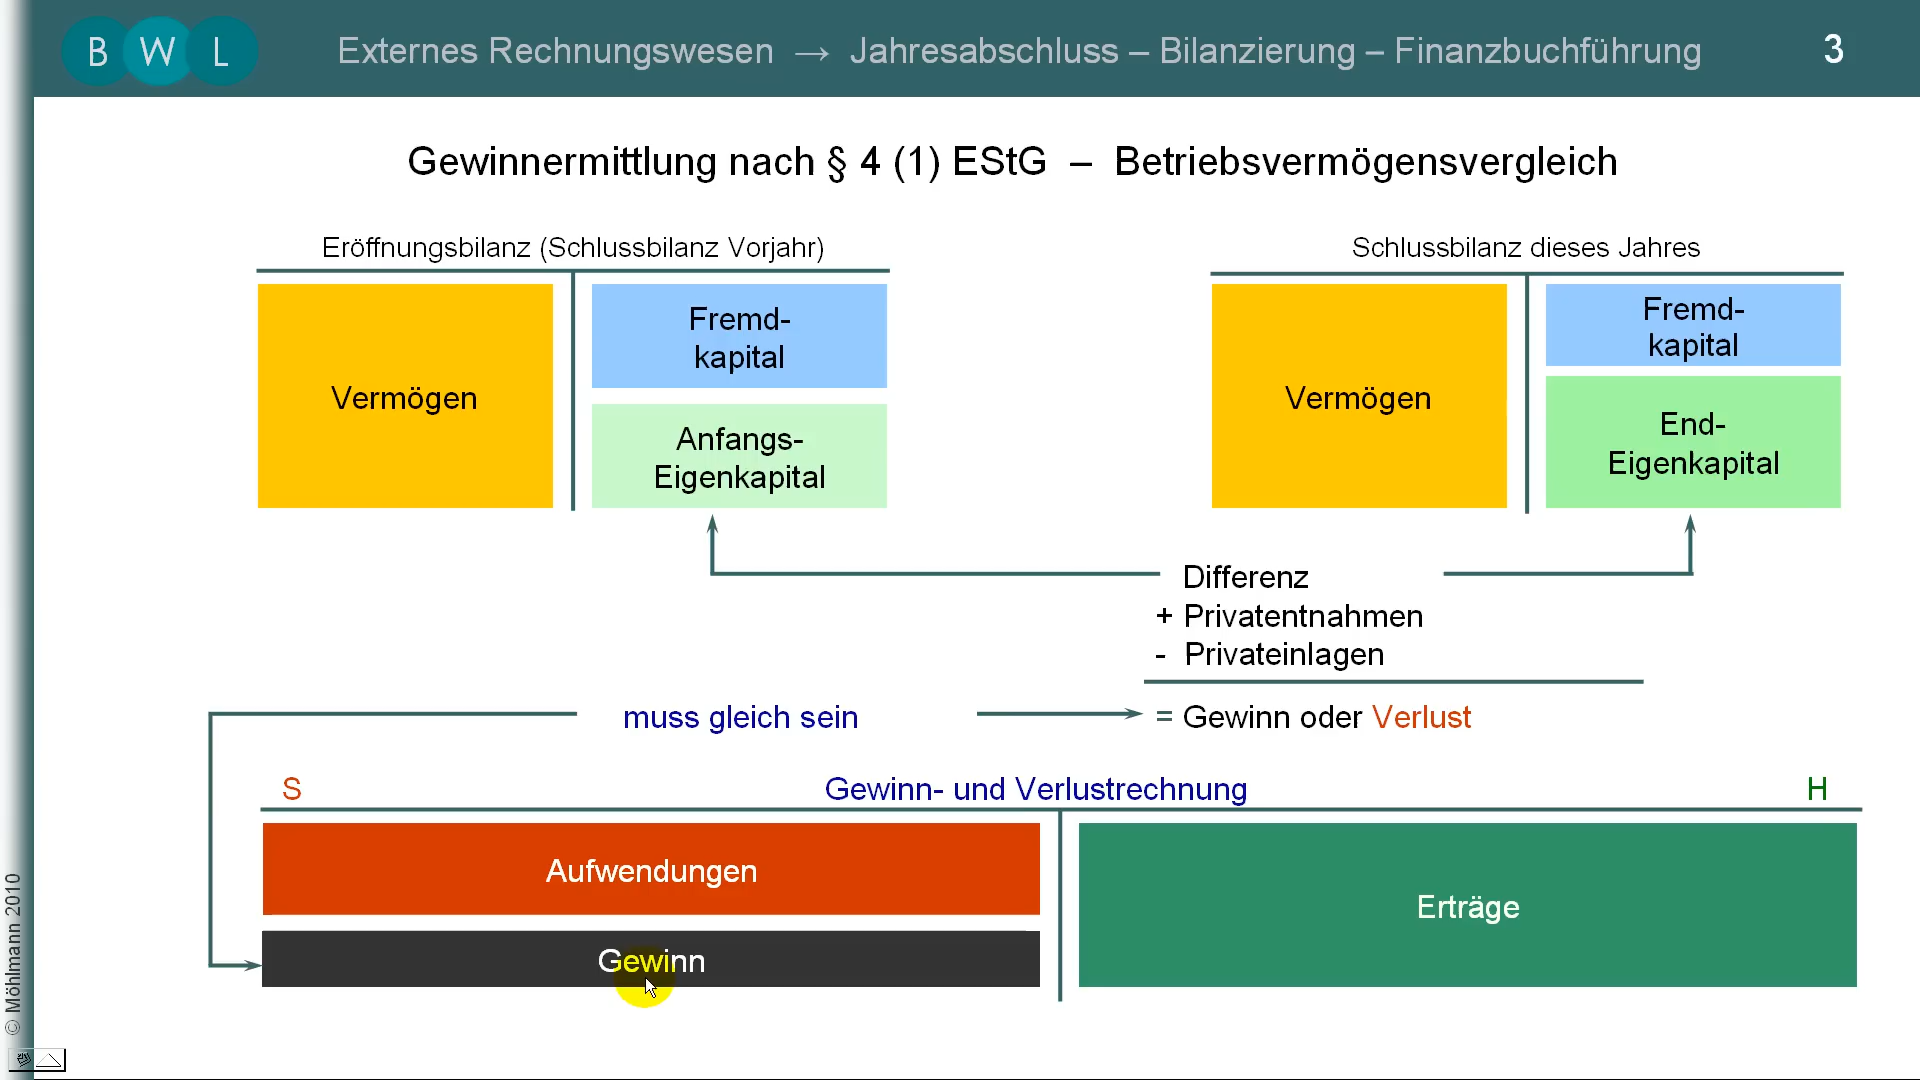 B W L
Externes Rechnungswesen → Jahresabschluss – Bilanzierung – Finanzbuchführung
3
Gewinnermittlung nach § 4 (1) EStG – Betriebsvermögensvergleich
Eröffnungsbilanz (Schlussbilanz Vorjahr)
Vermögen
Fremd-
kapital
Anfangs-
Eigenkapital
Schlussbilanz dieses Jahres
Vermögen
Fremd-
kapital
End-
Eigenkapital
Differenz
+ Privatentnahmen
- Privateinlagen
muss gleich sein
= Gewinn oder Verlust
S
Gewinn- und Verlustrechnung
H
Aufwendungen
Gewinn
Erträge
© Möhlmann 2010